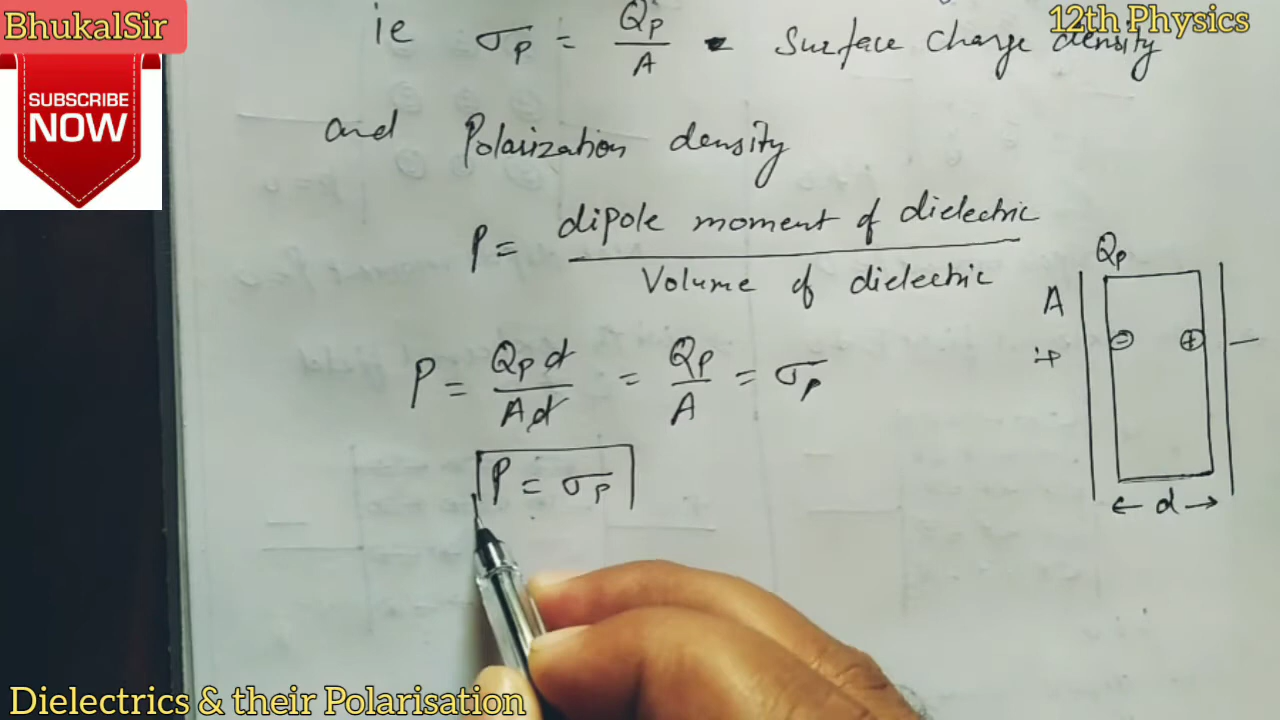 BhukalSir
12th Physics
SUBSCRIBE
NOW
ie σp = Qp/A - Surface charge density
and Polarization density
P = dipole moment of dielectric / Volume of dielectric
P = Qp d / A d = Qp/A = σp
P = σp
Qp
A
+
- +
← d →
Dielectrics & their Polarisation